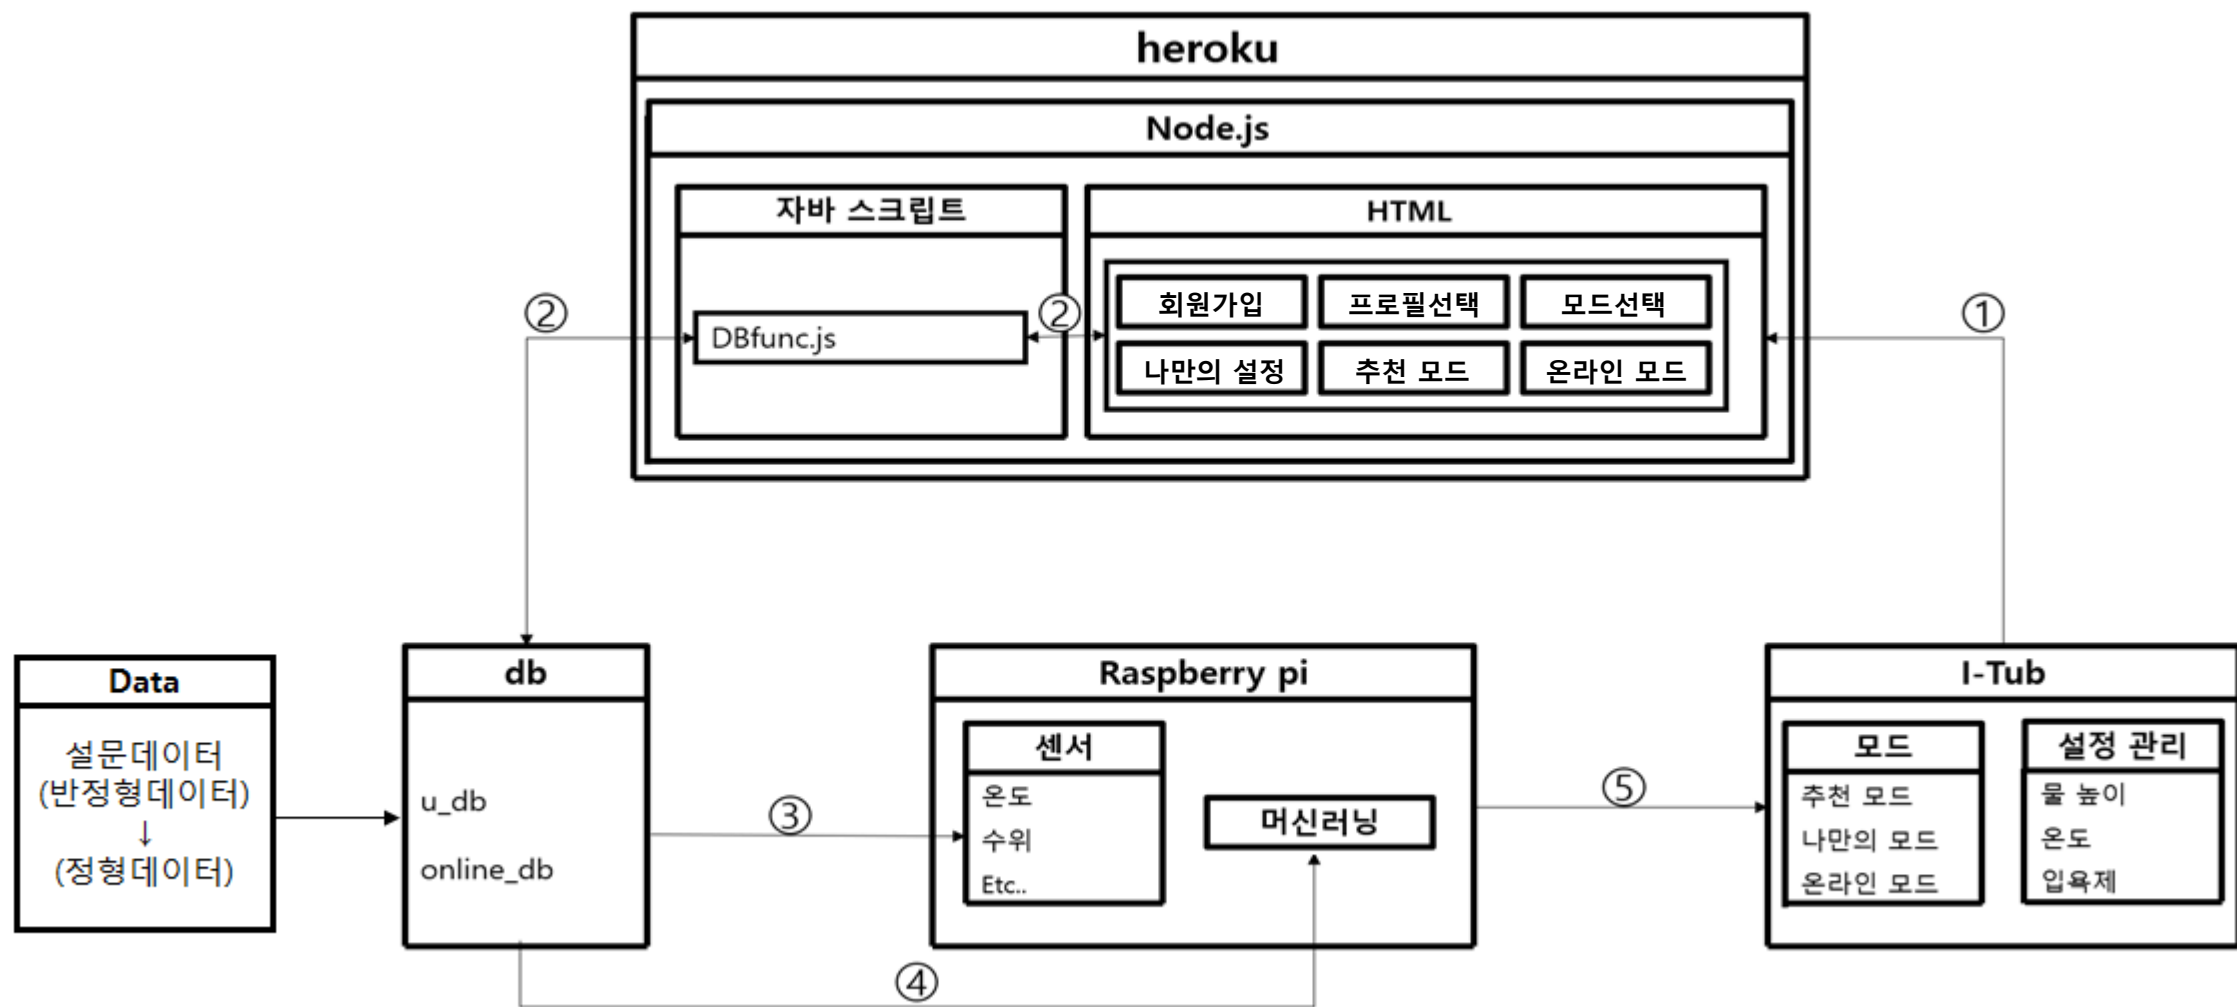 heroku
Node.js
자바 스크립트
HTML
회원가입 프로필선택 모드선택
② DBfunc.js ② ①
나만의 설정 추천 모드 온라인 모드
Data
설문데이터
(반정형데이터)
↓
(정형데이터)
db
u_db
online_db
③
④
Raspberry pi
센서
온도
수위
Etc..
머신러닝
⑤
I-Tub
모드
추천 모드
나만의 모드
온라인 모드
설정 관리
물 높이
온도
입욕제